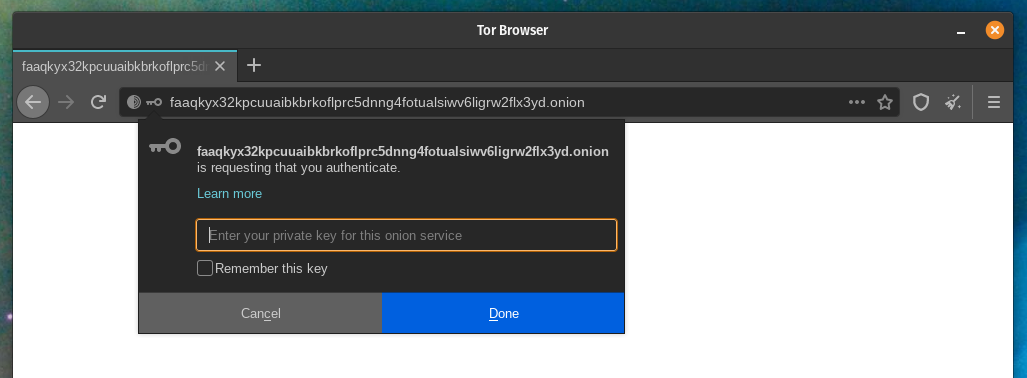 Tor Browser
faaqkyx32kpcuuaibkbrkoflprc5dn
faaqkyx32kpcuuaibkbrkoflprc5dnng4fotualsiwv6ligrw2flx3yd.onion
faaqkyx32kpcuuaibkbrkoflprc5dnng4fotualsiwv6ligrw2flx3yd.onion
is requesting that you authenticate.
Learn more
Enter your private key for this onion service
Remember this key
Cancel Done